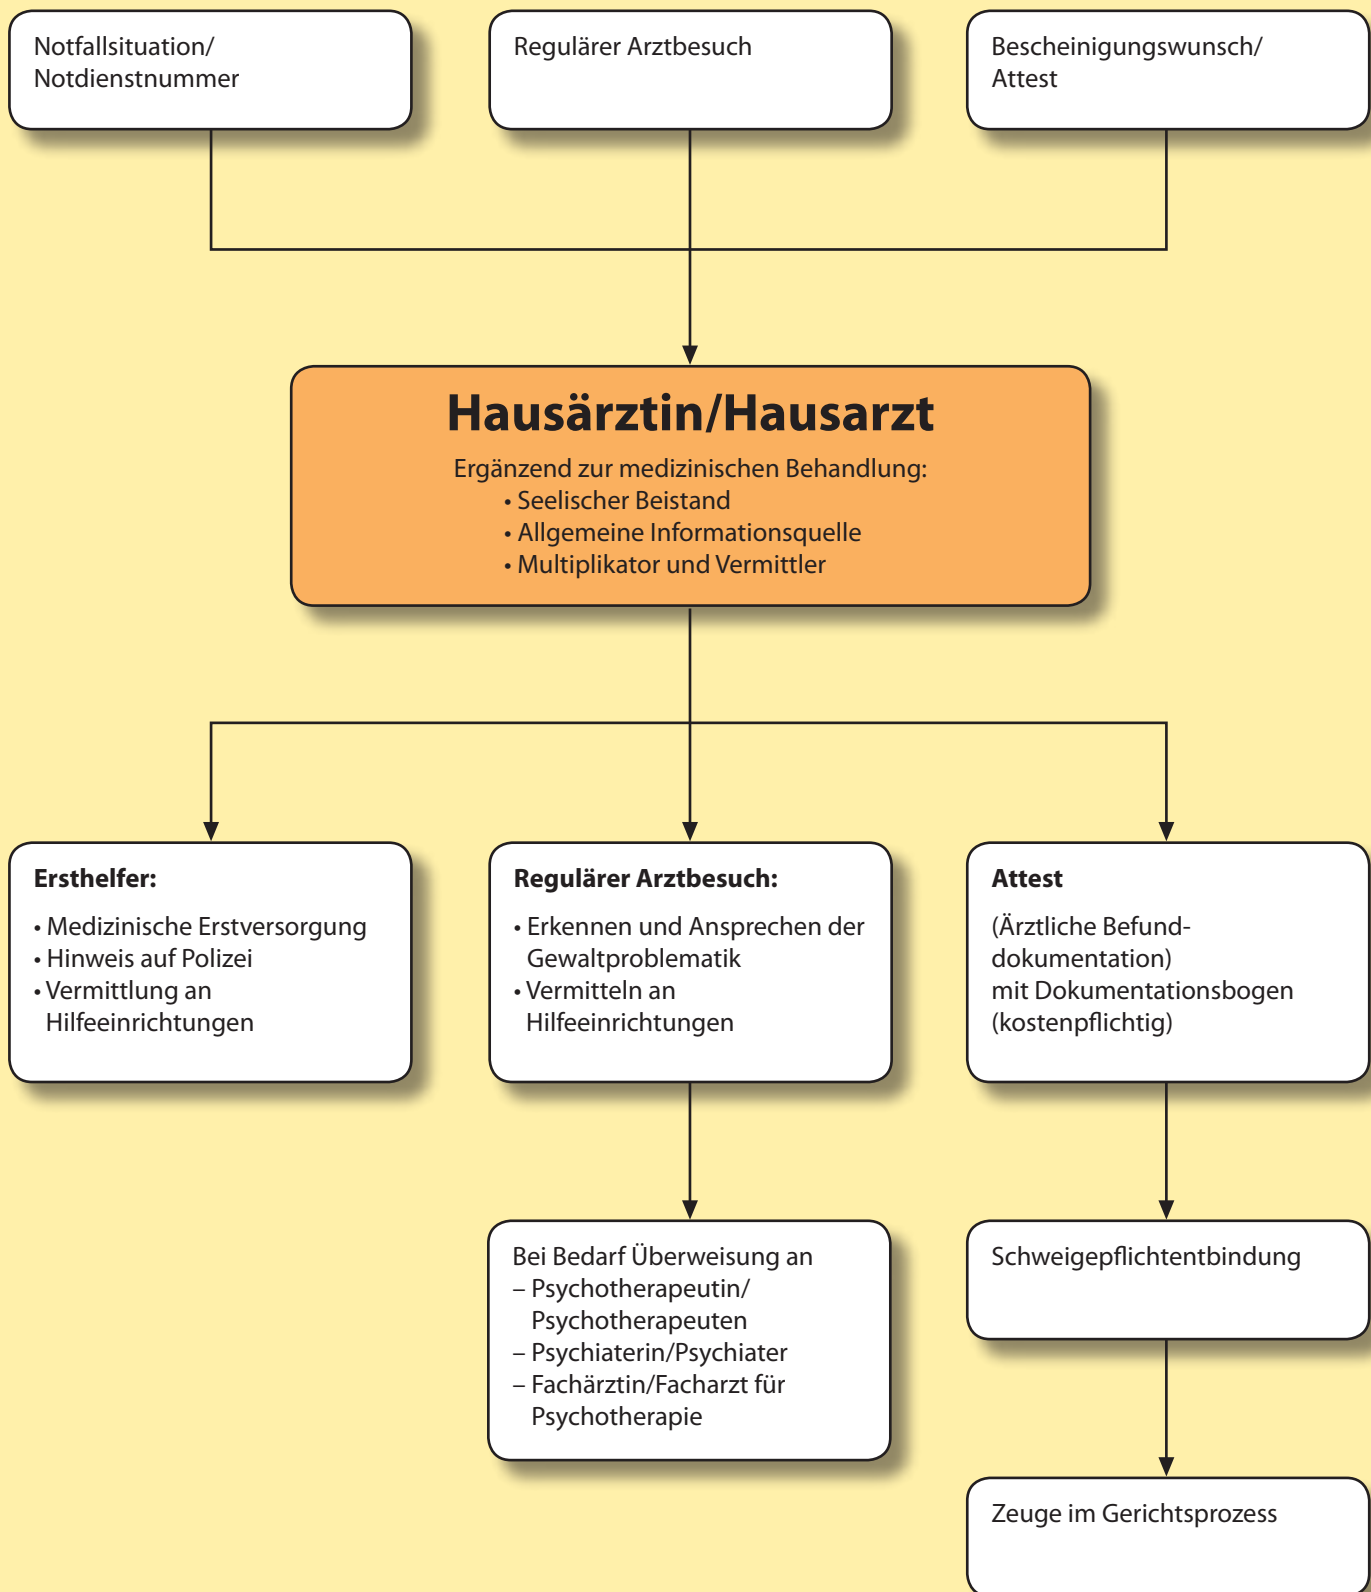 Notfallsituation/
Notdienstnummer
Regulärer Arztbesuch
Bescheinigungswunsch/
Attest
Hausärztin/Hausarzt
Ergänzend zur medizinischen Behandlung:
• Seelischer Beistand
• Allgemeine Informationsquelle
• Multiplikator und Vermittler
Ersthelfer:
• Medizinische Erstversorgung
• Hinweis auf Polizei
• Vermittlung an
Hilfeeinrichtungen
Regulärer Arztbesuch:
• Erkennen und Ansprechen der
Gewaltproblematik
• Vermitteln an
Hilfeeinrichtungen
Attest
(Ärztliche Befund-
dokumentation)
mit Dokumentationsbogen
(kostenpflichtig)
Bei Bedarf Überweisung an
– Psychotherapeutin/
Psychotherapeuten
– Psychiaterin/Psychiater
– Fachärztin/Facharzt für
Psychotherapie
Schweigepflichtentbindung
Zeuge im Gerichtsprozess